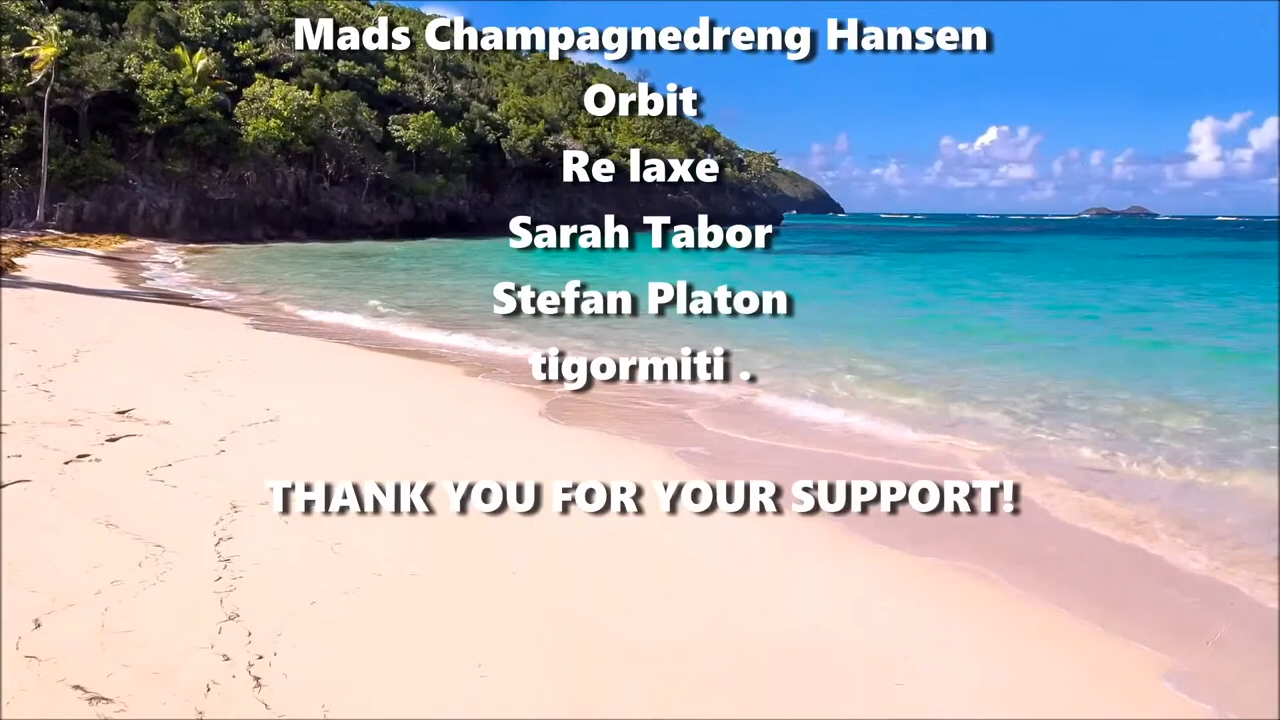 Mads Champagnedreng Hansen
Orbit
Re laxe
Sarah Tabor
Stefan Platon
tigormiti .
THANK YOU FOR YOUR SUPPORT!